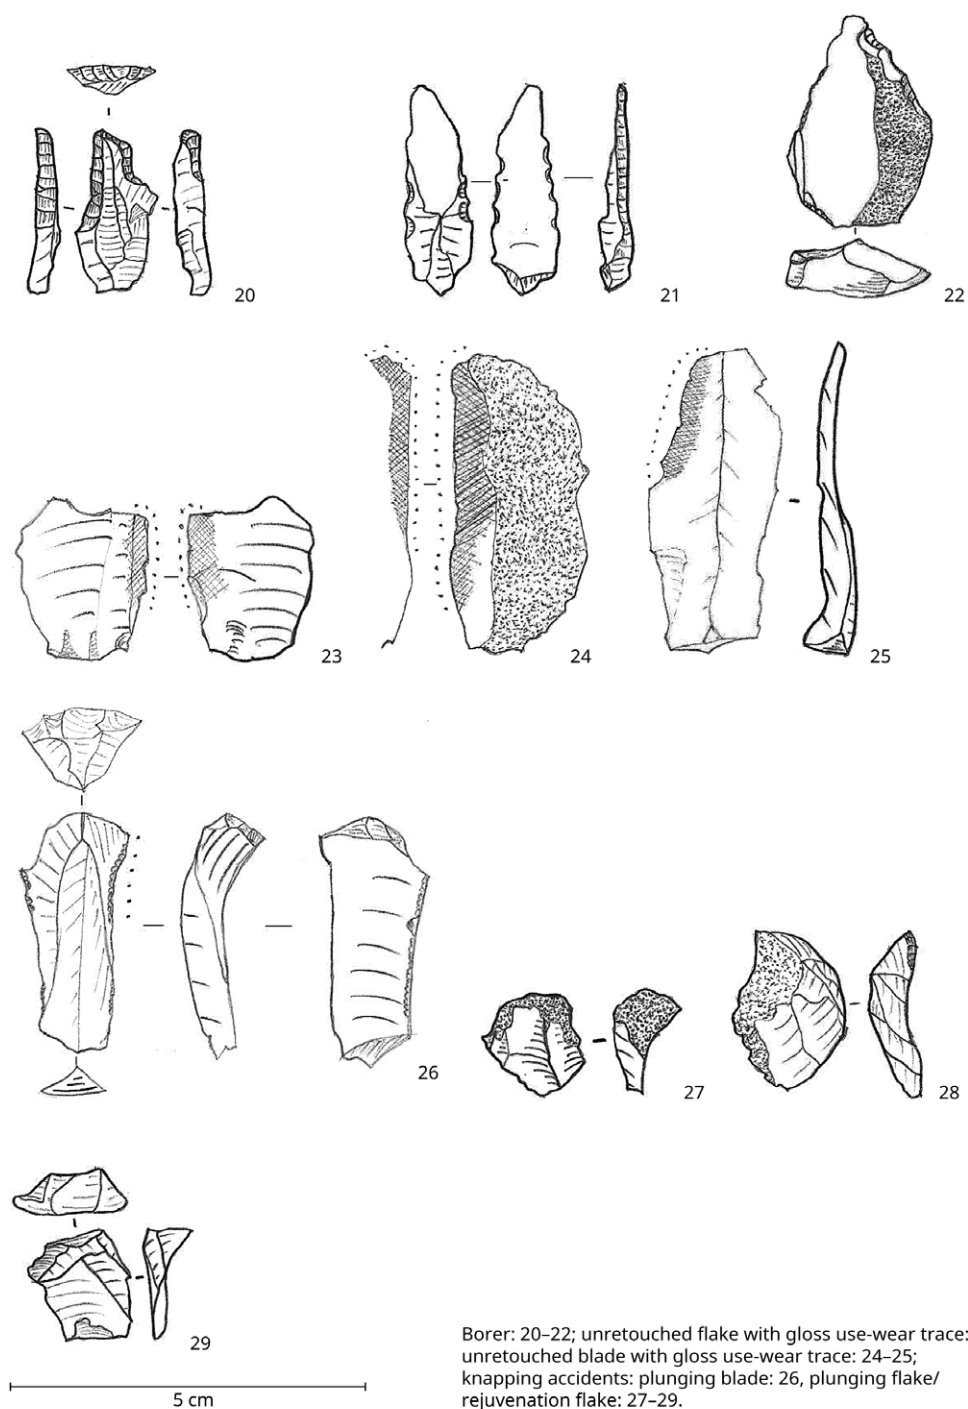 20
21
22
23
24
25
26
27
28
29
5 cm
Borer: 20–22; unretouched flake with gloss use-wear trace:
unretouched blade with gloss use-wear trace: 24–25;
knapping accidents: plunging blade: 26, plunging flake/
rejuvenation flake: 27–29.